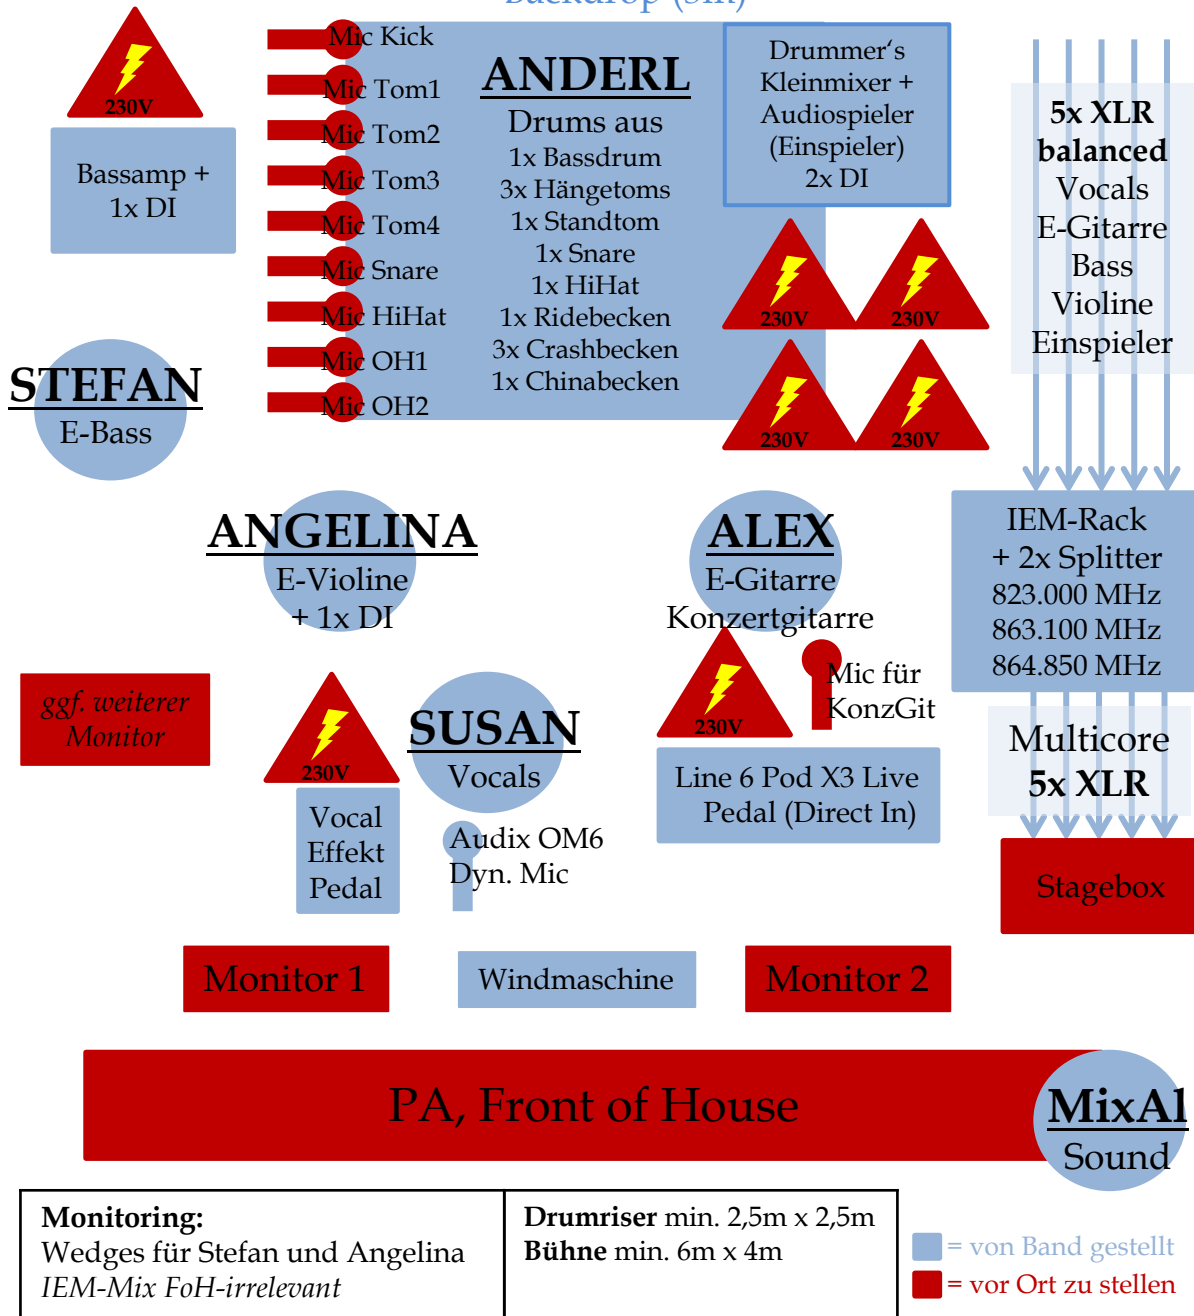 Backdrop (3m)
230V
Bassamp +
1x DI
Mic Kick
Mic Tom1
Mic Tom2
Mic Tom3
Mic Tom4
Mic Snare
Mic HiHat
Mic OH1
Mic OH2
ANDERL
Drums aus
1x Bassdrum
3x Hängetoms
1x Standtom
1x Snare
1x HiHat
1x Ridebecken
3x Crashbecken
1x Chinabecken
Drummer‘s
Kleinmixer +
Audiospieler
(Einspieler)
2x DI
230V
230V
230V
230V
5x XLR
balanced
Vocals
E-Gitarre
Bass
Violine
Einspieler
STEFAN
E-Bass
ANGELINA
E-Violine
+ 1x DI
ALEX
E-Gitarre
Konzertgitarre
IEM-Rack
+ 2x Splitter
823.000 MHz
863.100 MHz
864.850 MHz
ggf. weiterer
Monitor
230V
Vocal
Effekt
Pedal
SUSAN
Vocals
Audix OM6
Dyn. Mic
230V
Mic für
KonzGit
Line 6 Pod X3 Live
Pedal (Direct In)
Multicore
5x XLR
Stagebox
Monitor 1
Windmaschine
Monitor 2
PA, Front of House
MixAl
Sound
Monitoring:
Wedges für Stefan und Angelina
IEM-Mix FoH-irrelevant
Drumriser min. 2,5m x 2,5m
Bühne min. 6m x 4m
= von Band gestellt
= vor Ort zu stellen